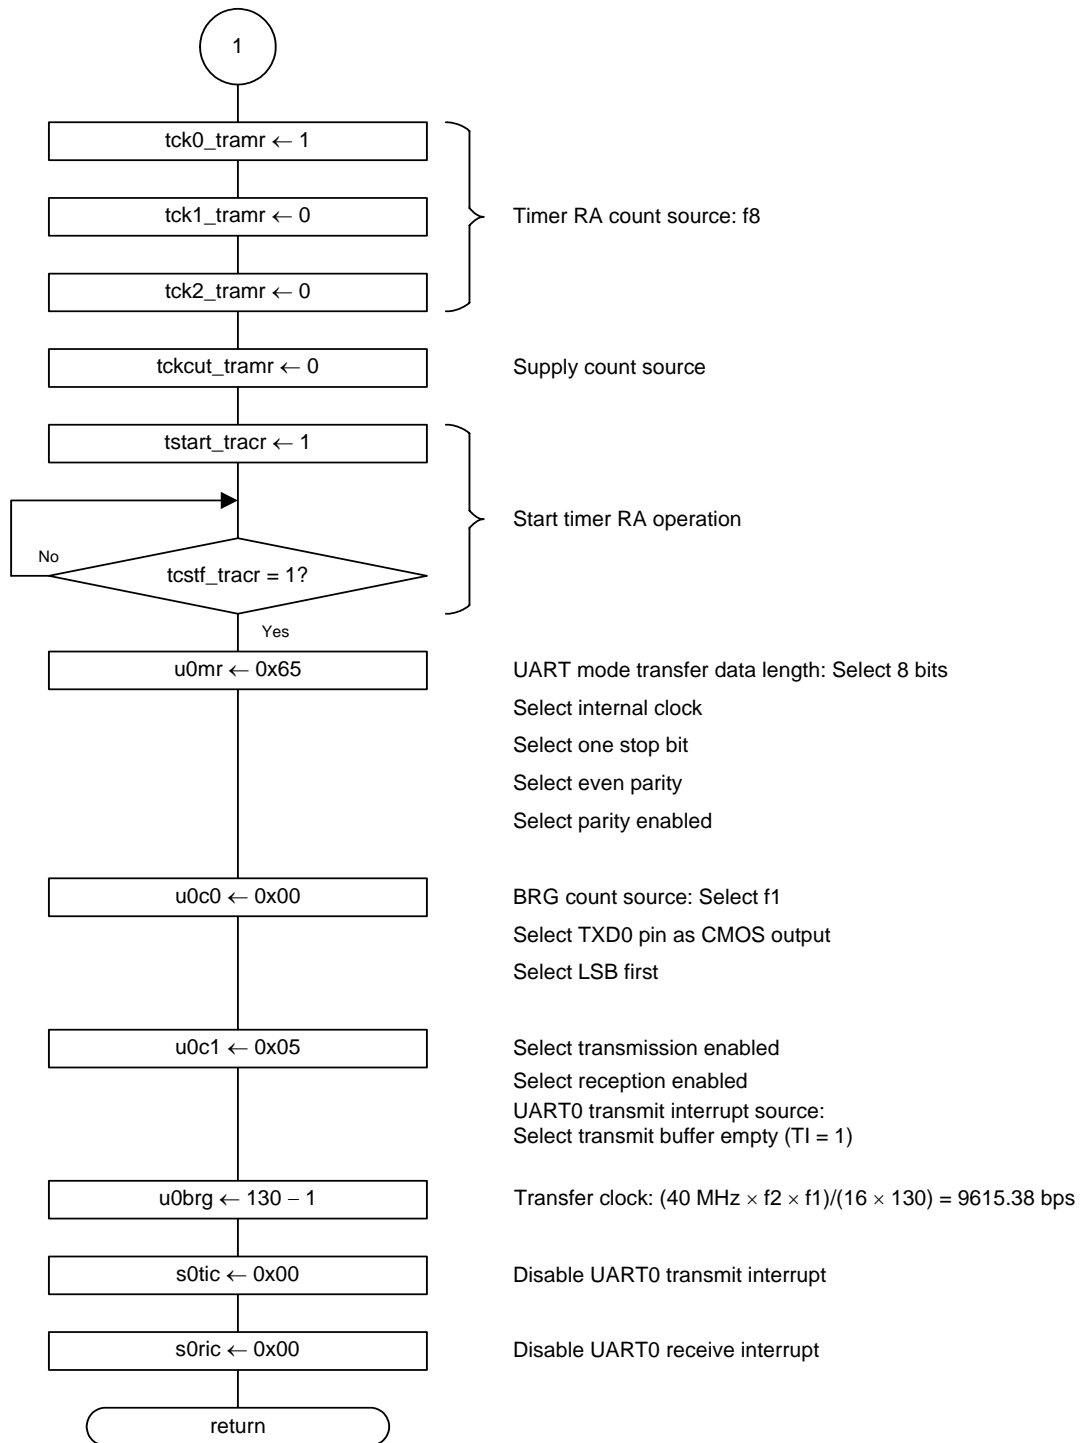 1
tck0_tramr ← 1
tck1_tramr ← 0
Timer RA count source: f8
tck2_tramr ← 0
tckcut_tramr ← 0
Supply count source
tstart_tracr ← 1
Start timer RA operation
No
tcstf_tracr = 1?
Yes
u0mr ← 0x65
UART mode transfer data length: Select 8 bits
Select internal clock
Select one stop bit
Select even parity
Select parity enabled
u0c0 ← 0x00
BRG count source: Select f1
Select TXD0 pin as CMOS output
Select LSB first
u0c1 ← 0x05
Select transmission enabled
Select reception enabled
UART0 transmit interrupt source:
Select transmit buffer empty (TI = 1)
u0brg ← 130 − 1
Transfer clock: (40 MHz × f2 × f1)/(16 × 130) = 9615.38 bps
s0tic ← 0x00
Disable UART0 transmit interrupt
s0ric ← 0x00
Disable UART0 receive interrupt
return